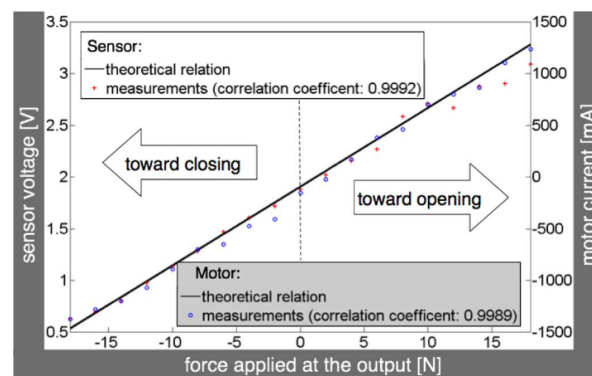 3.5
3
2.5
2
1.5
1
0.5
sensor voltage [V]
Sensor:
theoretical relation
+ measurements (correlation coefficent: 0.9992)
toward closing
toward opening
Motor:
theoretical relation
measurements (correlation coefficent: 0.9989)
1500
1000
500
0
-500
-1000
-1500
motor current [mA]
-15
-10
-5
0
5
10
15
force applied at the output [N]